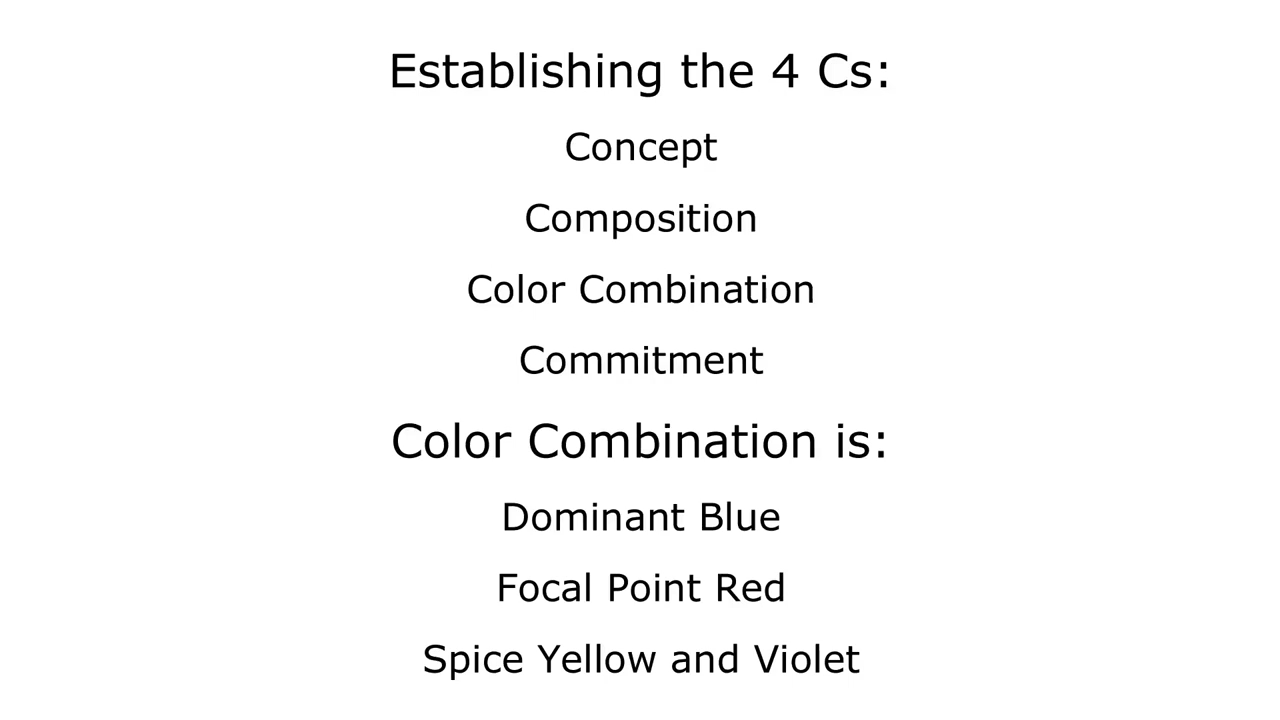 Establishing the 4 Cs:
Concept
Composition
Color Combination
Commitment
Color Combination is:
Dominant Blue
Focal Point Red
Spice Yellow and Violet